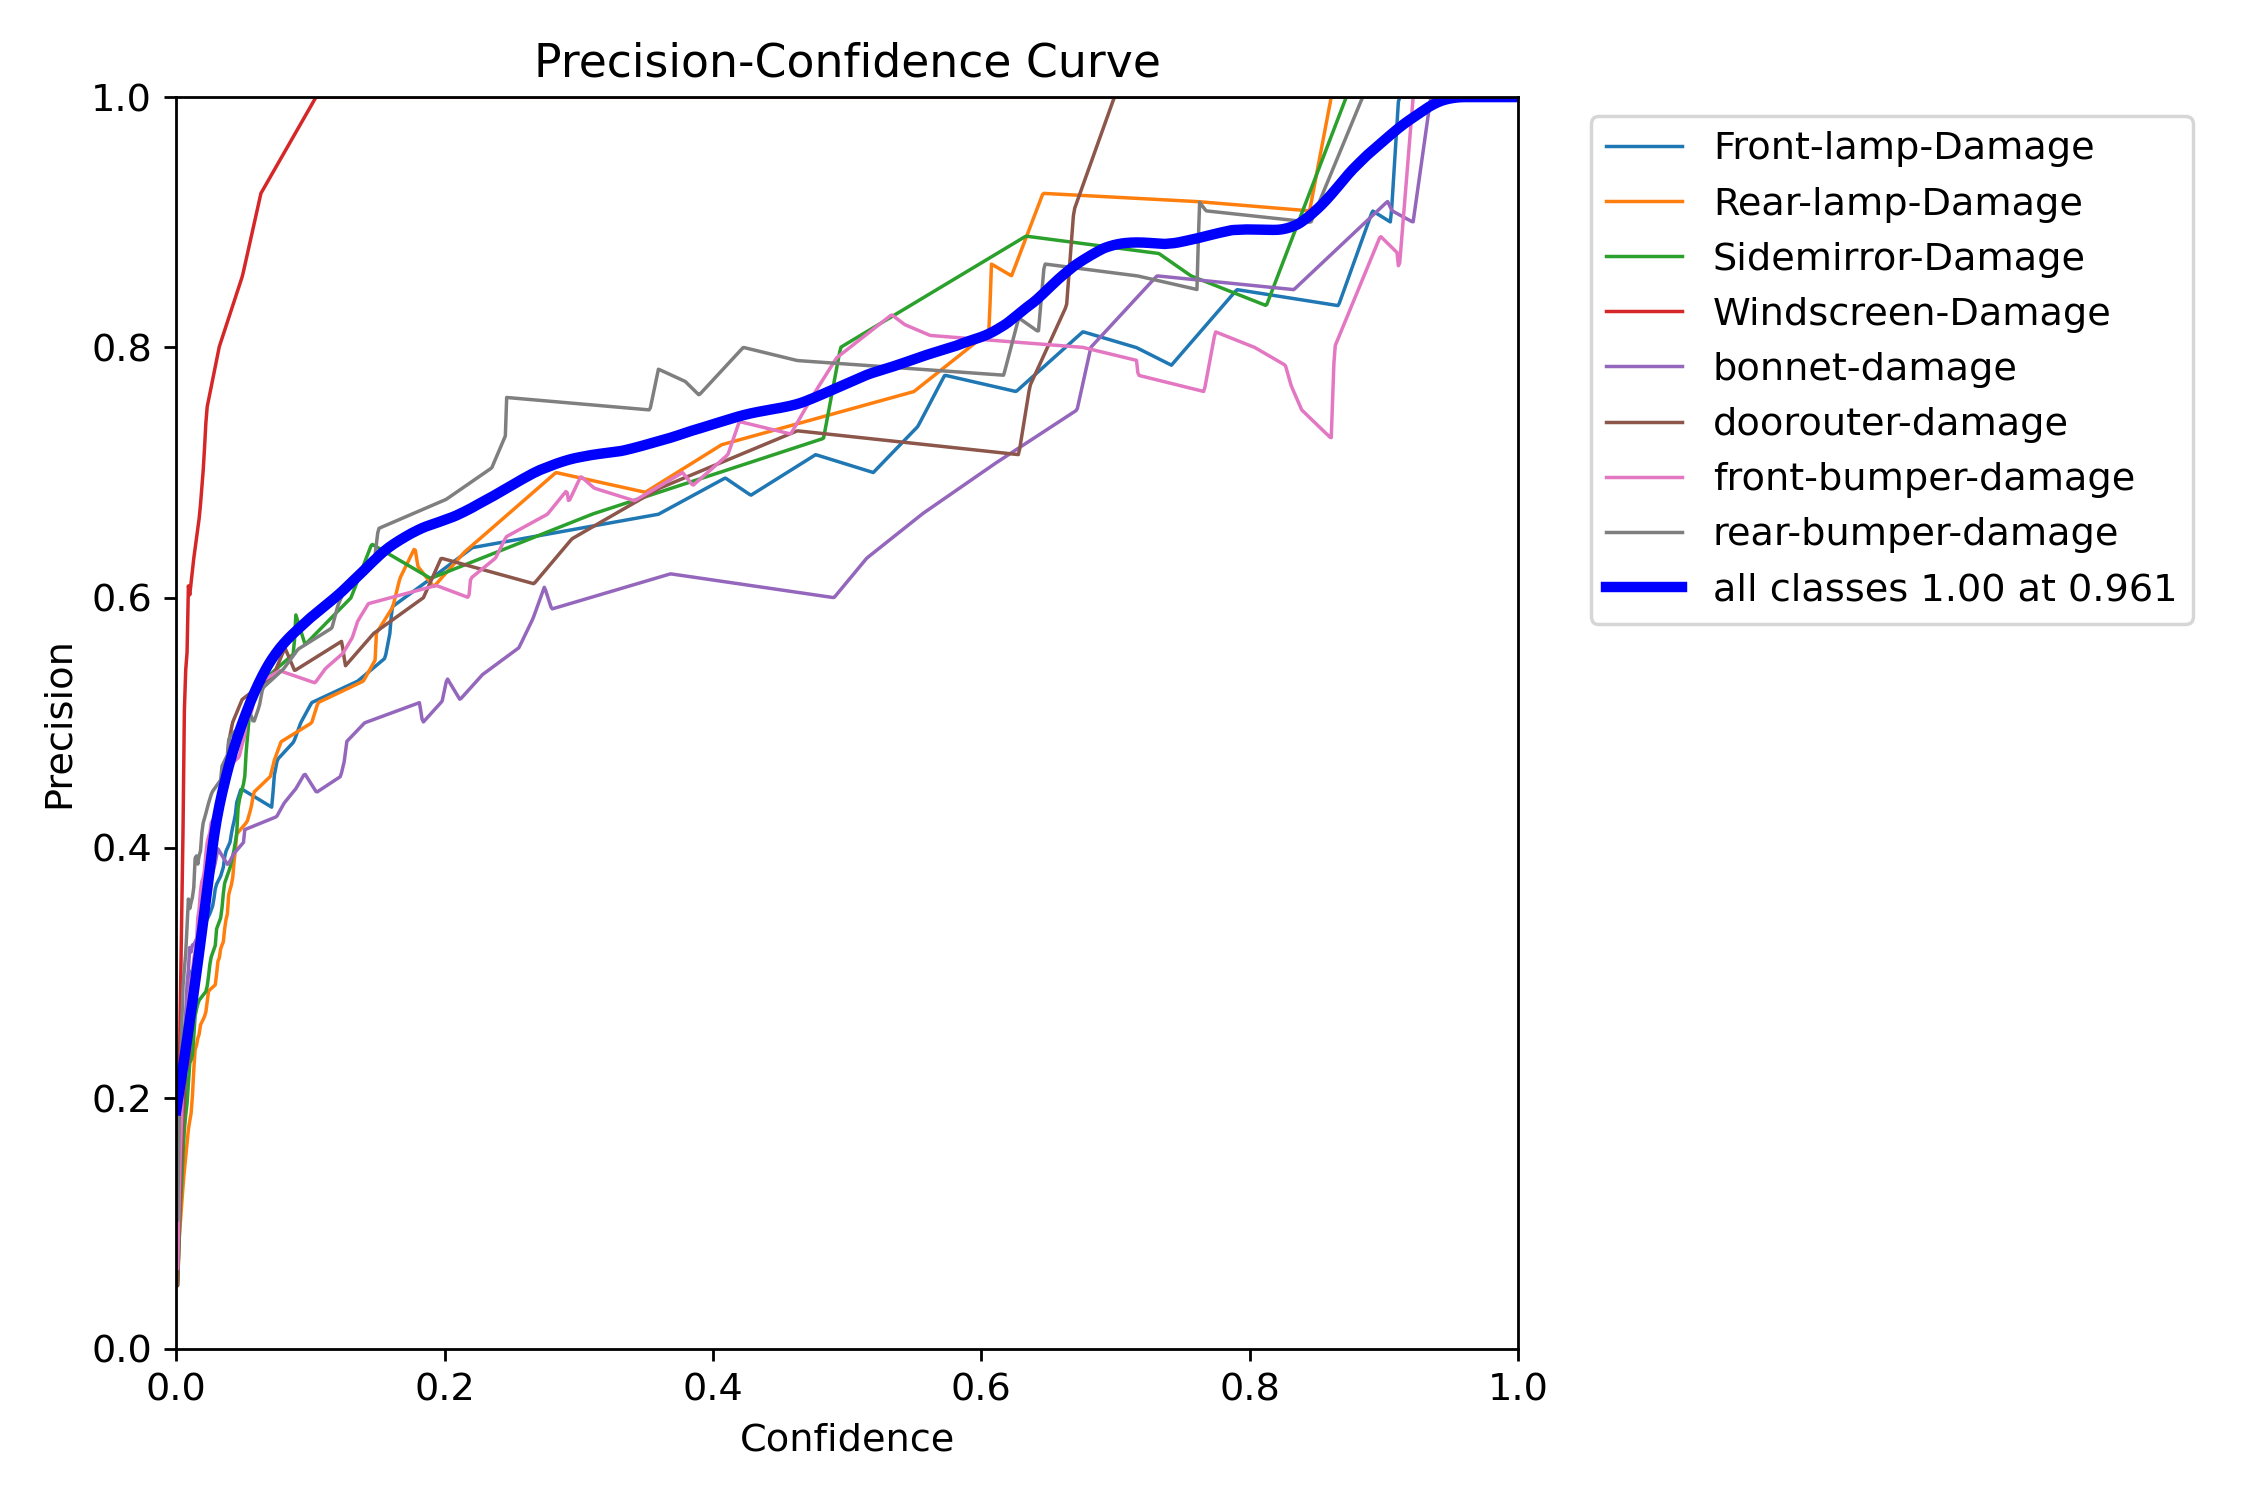 Precision-Confidence Curve
1.0
0.8
0.6
0.4
0.2
0.0
Precision
0.0 0.2 0.4 0.6 0.8 1.0
Confidence
Front-lamp-Damage
Rear-lamp-Damage
Sidemirror-Damage
Windscreen-Damage
bonnet-damage
doorouter-damage
front-bumper-damage
rear-bumper-damage
all classes 1.00 at 0.961